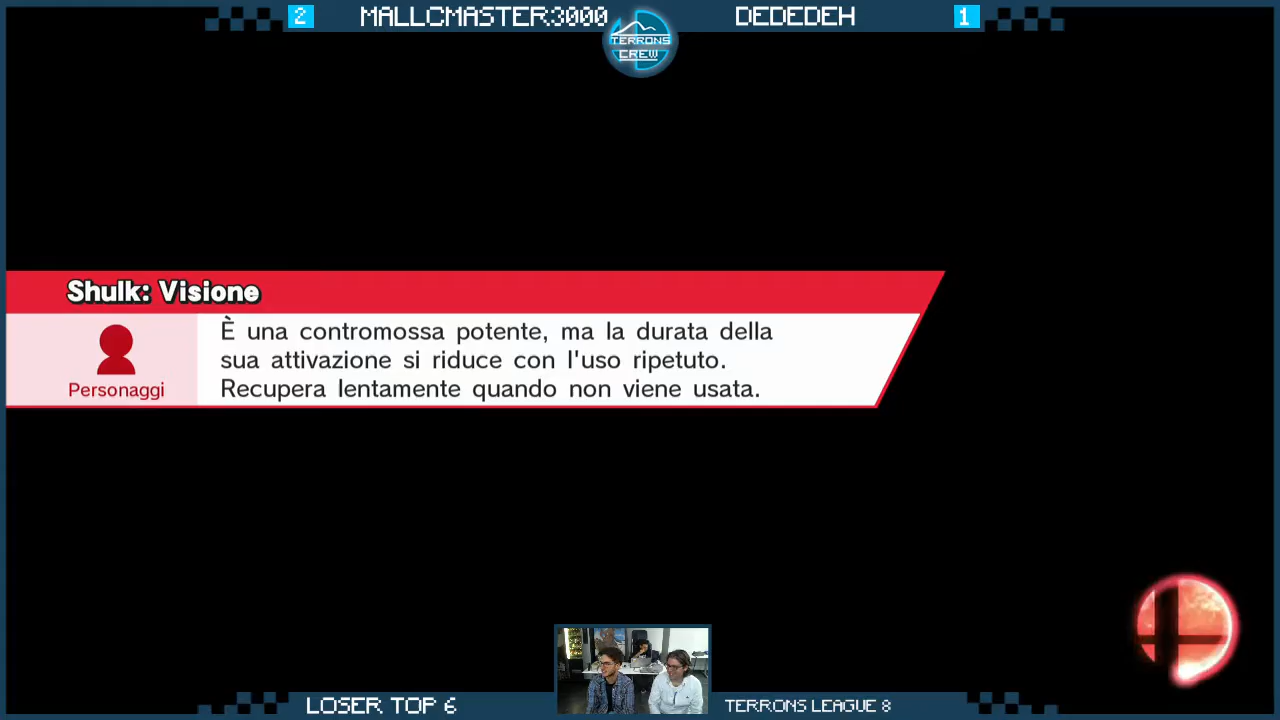 2 MALLCMASTER3000 DEDEDEH 1
TERRONS
CREW
Shulk: Visione
È una contromossa potente, ma la durata della
sua attivazione si riduce con l'uso ripetuto.
Recupera lentamente quando non viene usata.
Personaggi
LOSER TOP 6
TERRONS LEAGUE 8